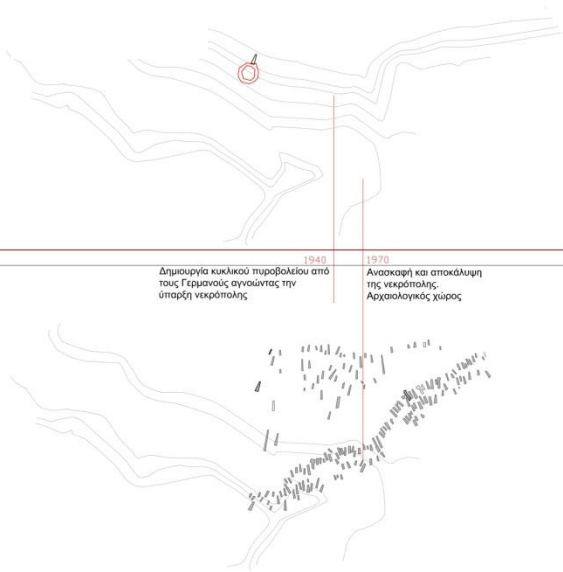 1940
1970
Δημιουργία κυκλικού πυροβολείου από
τους Γερμανούς αγνοώντας την
ύπαρξη νεκρόπολης
Ανασκαφή και αποκάλυψη
της νεκρόπολης.
Αρχαιολογικός χώρος